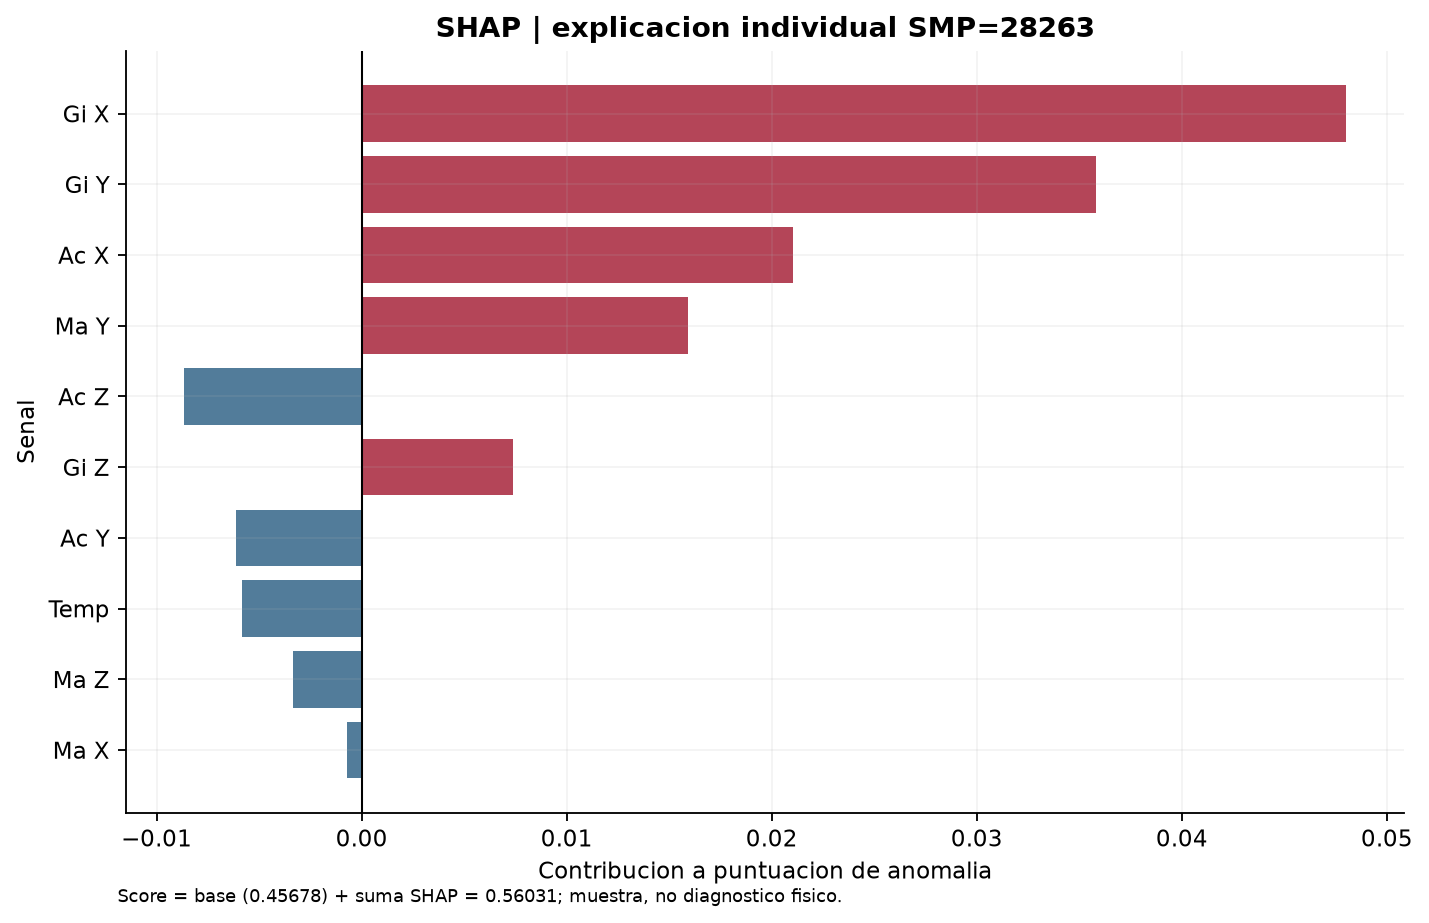 SHAP | explicacion individual SMP=28263
Gi X
Gi Y
Ac X
Ma Y
Ac Z
Gi Z
Ac Y
Temp
Ma Z
Ma X
Senal
−0.01 0.00 0.01 0.02 0.03 0.04 0.05
Contribucion a puntuacion de anomalia
Score = base (0.45678) + suma SHAP = 0.56031; muestra, no diagnostico fisico.